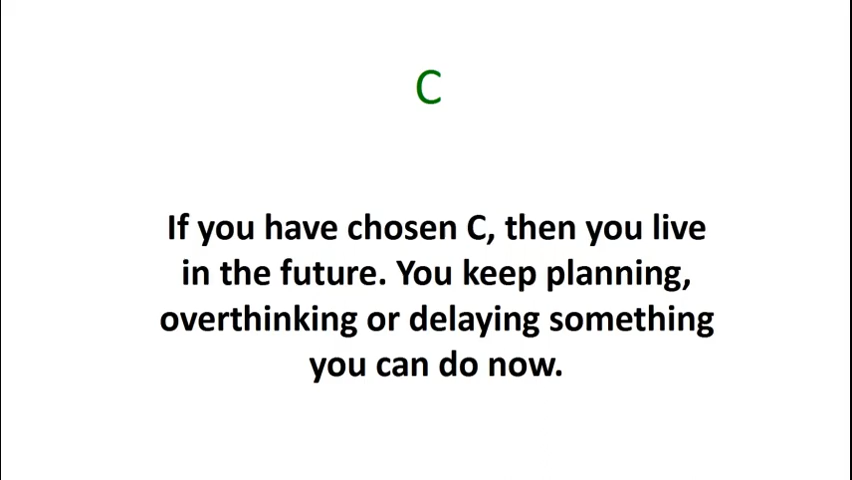 C
If you have chosen C, then you live
in the future. You keep planning,
overthinking or delaying something
you can do now.